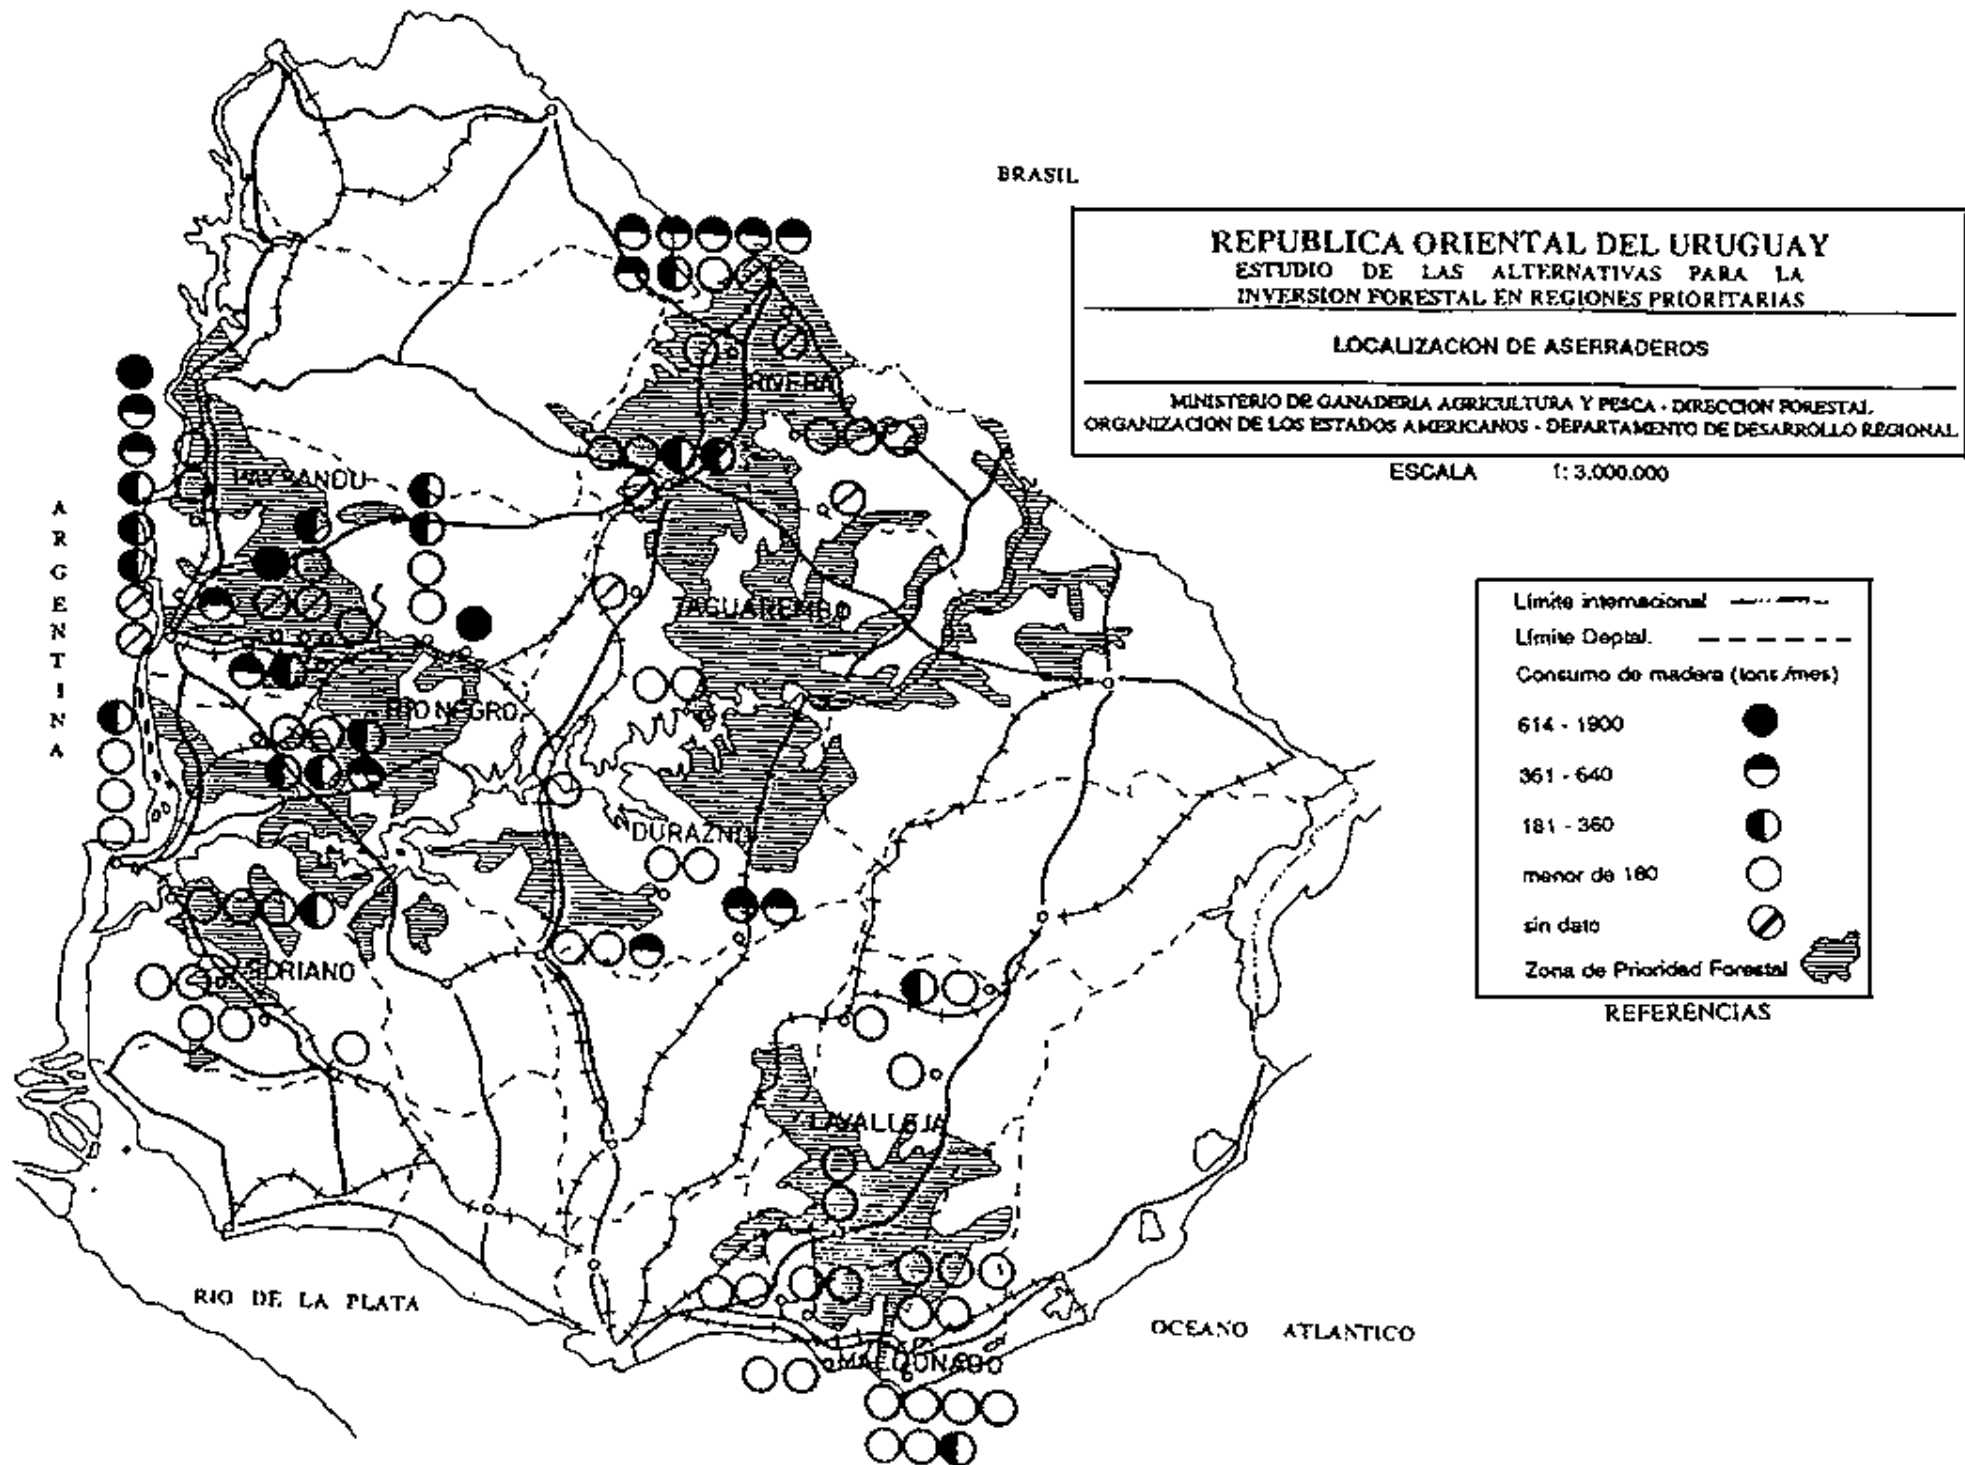 BRASIL
REPUBLICA ORIENTAL DEL URUGUAY
ESTUDIO DE LAS ALTERNATIVAS PARA LA
INVERSION FORESTAL EN REGIONES PRIORITARIAS
LOCALIZACION DE ASERRADEROS
MINISTERIO DE GANADERIA AGRICULTURA Y PESCA - DIRECCION FORESTAL
ORGANIZACION DE LOS ESTADOS AMERICANOS - DEPARTAMENTO DE DESARROLLO REGIONAL
ESCALA 1: 3.000.000
RIVERA
PAYSANDU
ARGENTINA
TAGUAREMBO
RIO NEGRO
DURAZNO
SORIANO
LAVALLEJA
MALDONADO
RIO DE LA PLATA
OCEANO ATLANTICO
Límite internacional
Límite Deptal.
Consumo de madera (tons./mes)
614 - 1900
361 - 640
181 - 360
menor de 180
sin dato
Zona de Prioridad Forestal
REFERENCIAS